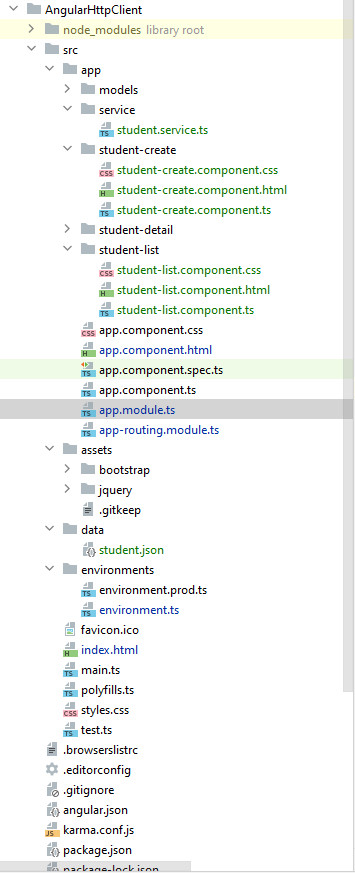 AngularHttpClient
node_modules library root
src
app
models
service
student.service.ts
student-create
student-create.component.css
student-create.component.html
student-create.component.ts
student-detail
student-list
student-list.component.css
student-list.component.html
student-list.component.ts
app.component.css
app.component.html
app.component.spec.ts
app.component.ts
app.module.ts
app-routing.module.ts
assets
bootstrap
jquery
.gitkeep
data
student.json
environments
environment.prod.ts
environment.ts
favicon.ico
index.html
main.ts
polyfills.ts
styles.css
test.ts
.browserslistrc
.editorconfig
.gitignore
angular.json
karma.conf.js
package.json
package-lock.json